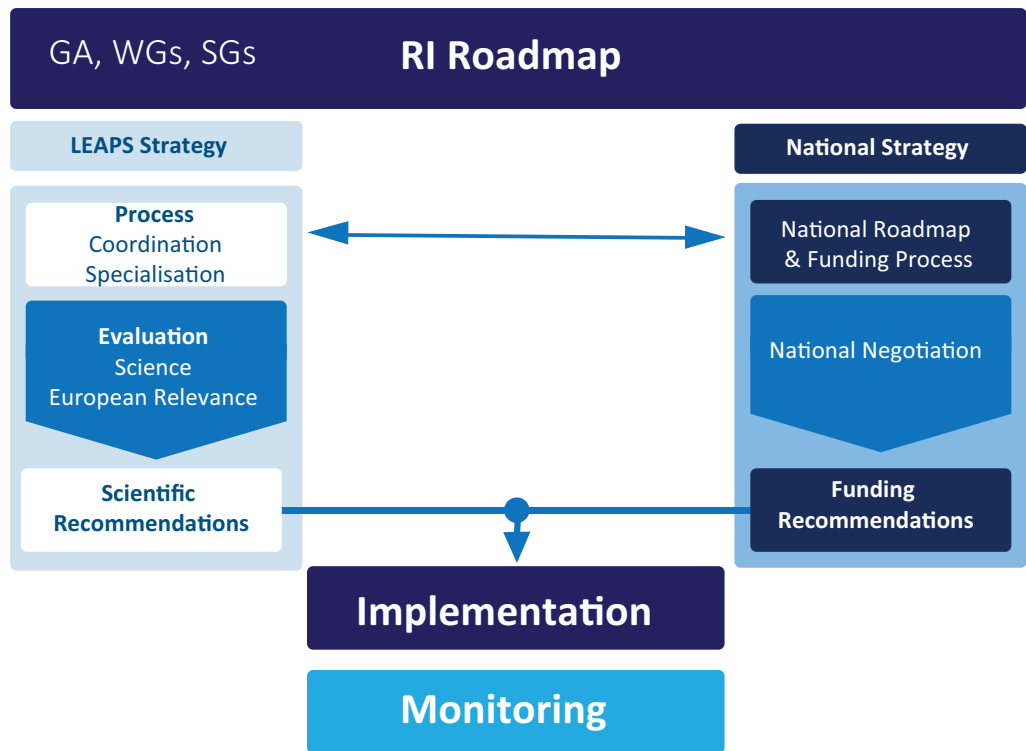 GA, WGs, SGs RI Roadmap
LEAPS Strategy
Process
Coordination
Specialisation
Evaluation
Science
European Relevance
Scientific
Recommendations
National Strategy
National Roadmap
& Funding Process
National Negotiation
Funding
Recommendations
Implementation
Monitoring